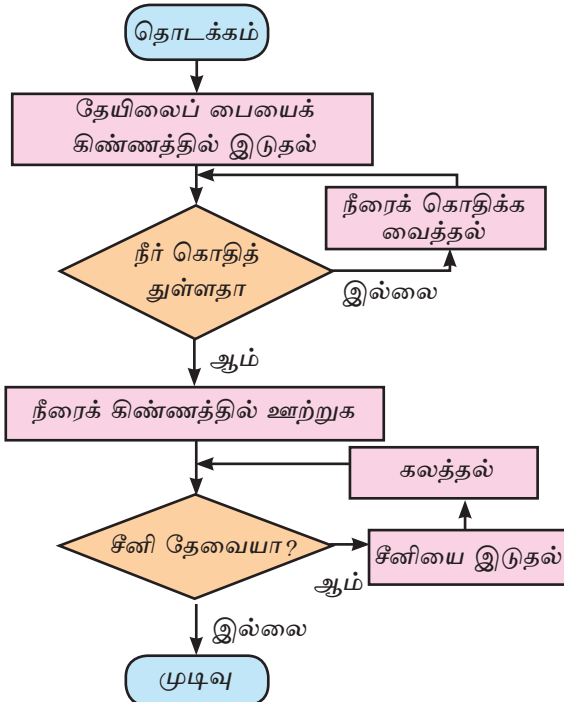 தொடக்கம்
தேயிலைப் பையைக்
கிண்ணத்தில் இடுதல்
நீரைக் கொதிக்க
வைத்தல்
நீர் கொதித்
துள்ளதா
இல்லை
ஆம்
நீரைக் கிண்ணத்தில் ஊற்றுக
கலத்தல்
சீனி தேவையா?
சீனியை இடுதல்
ஆம்
இல்லை
முடிவு